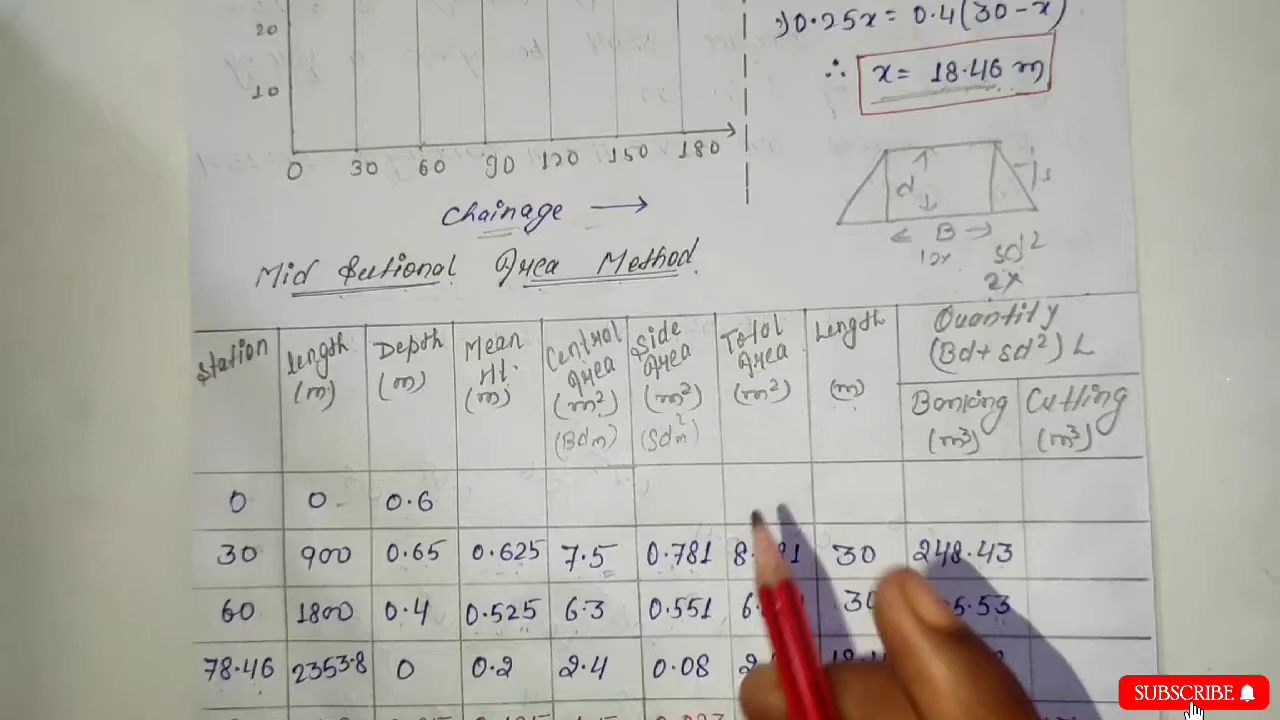 20
:) 0.25x = 0.4(30-x)
∴ x = 18.46 m
10
0 30 60 90 120 150 180
Chainage →
d
B
12x
Sd²
2x
Mid Sectional Area Method
Station Length (m) Depth (m) Mean Ht. (m) Central Area (m²) (Bdm) Side Area (m²) (Sdm²) Total Area (m²) Length (m) Quantity (Bd+Sd²) L
Banking (m³) Cutting (m³)
0 0 0.6
30 900 0.65 0.625 7.5 0.781 30 248.43
60 1800 0.4 0.525 6.3 0.551
78.46 2353.8 0 0.2 2.4 0.08
SUBSCRIBE